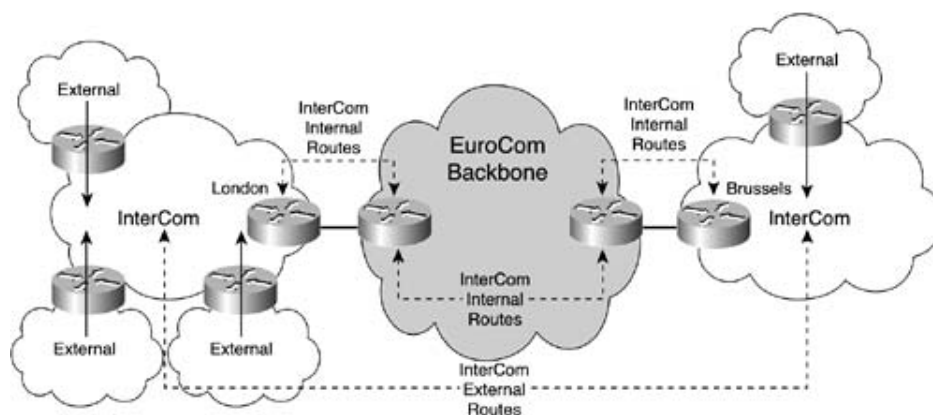 External
External
InterCom
Internal
Routes
InterCom
Internal
Routes
EuroCom
Backbone
London
Brussels
InterCom
InterCom
InterCom
Internal
Routes
External
External
InterCom
External
Routes